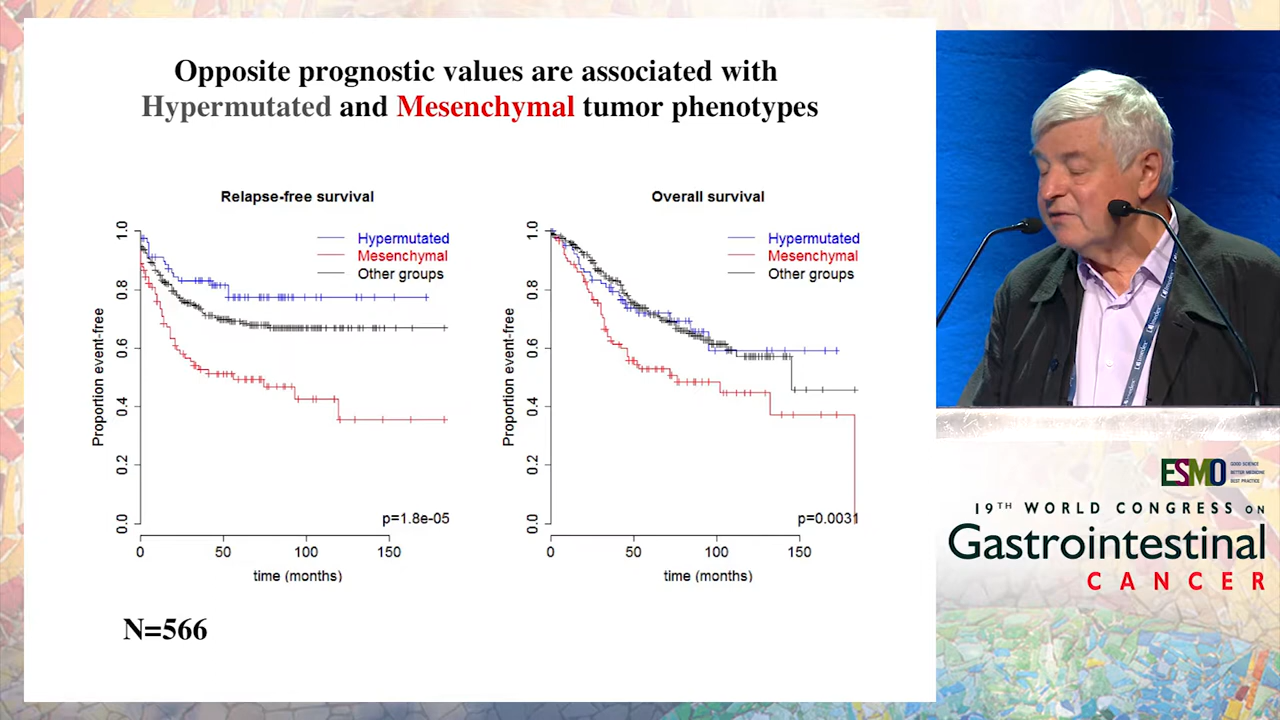 Opposite prognostic values are associated with
Hypermutated and Mesenchymal tumor phenotypes
Relapse-free survival
Proportion event-free
1.0
0.8
0.6
0.4
0.2
0.0
Hypermutated
Mesenchymal
Other groups
p=1.8e-05
0 50 100 150
time (months)
Overall survival
Proportion event-free
1.0
0.8
0.6
0.4
0.2
0.0
Hypermutated
Mesenchymal
Other groups
p=0.0031
0 50 100 150
time (months)
N=566
ESMO
GOOD SCIENCE
BETTER MEDICINE
BEST PRACTICE
19TH WORLD CONGRESS ON
Gastrointestinal
CANCER